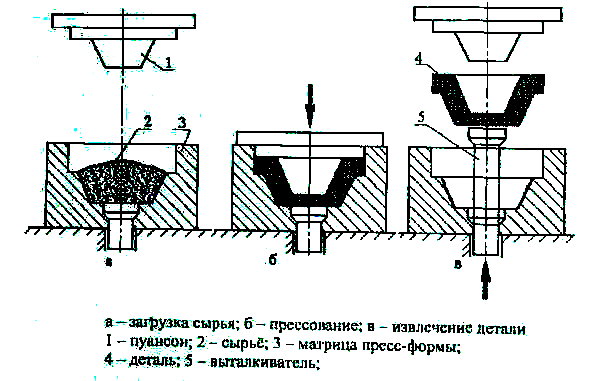 4
1
2
3
5
а
б
в
а – загрузка сырья; б – прессование; в – извлечение детали
1 – пуансон; 2 – сырьё; 3 – матрица пресс-формы;
4 – деталь; 5 – выталкиватель;